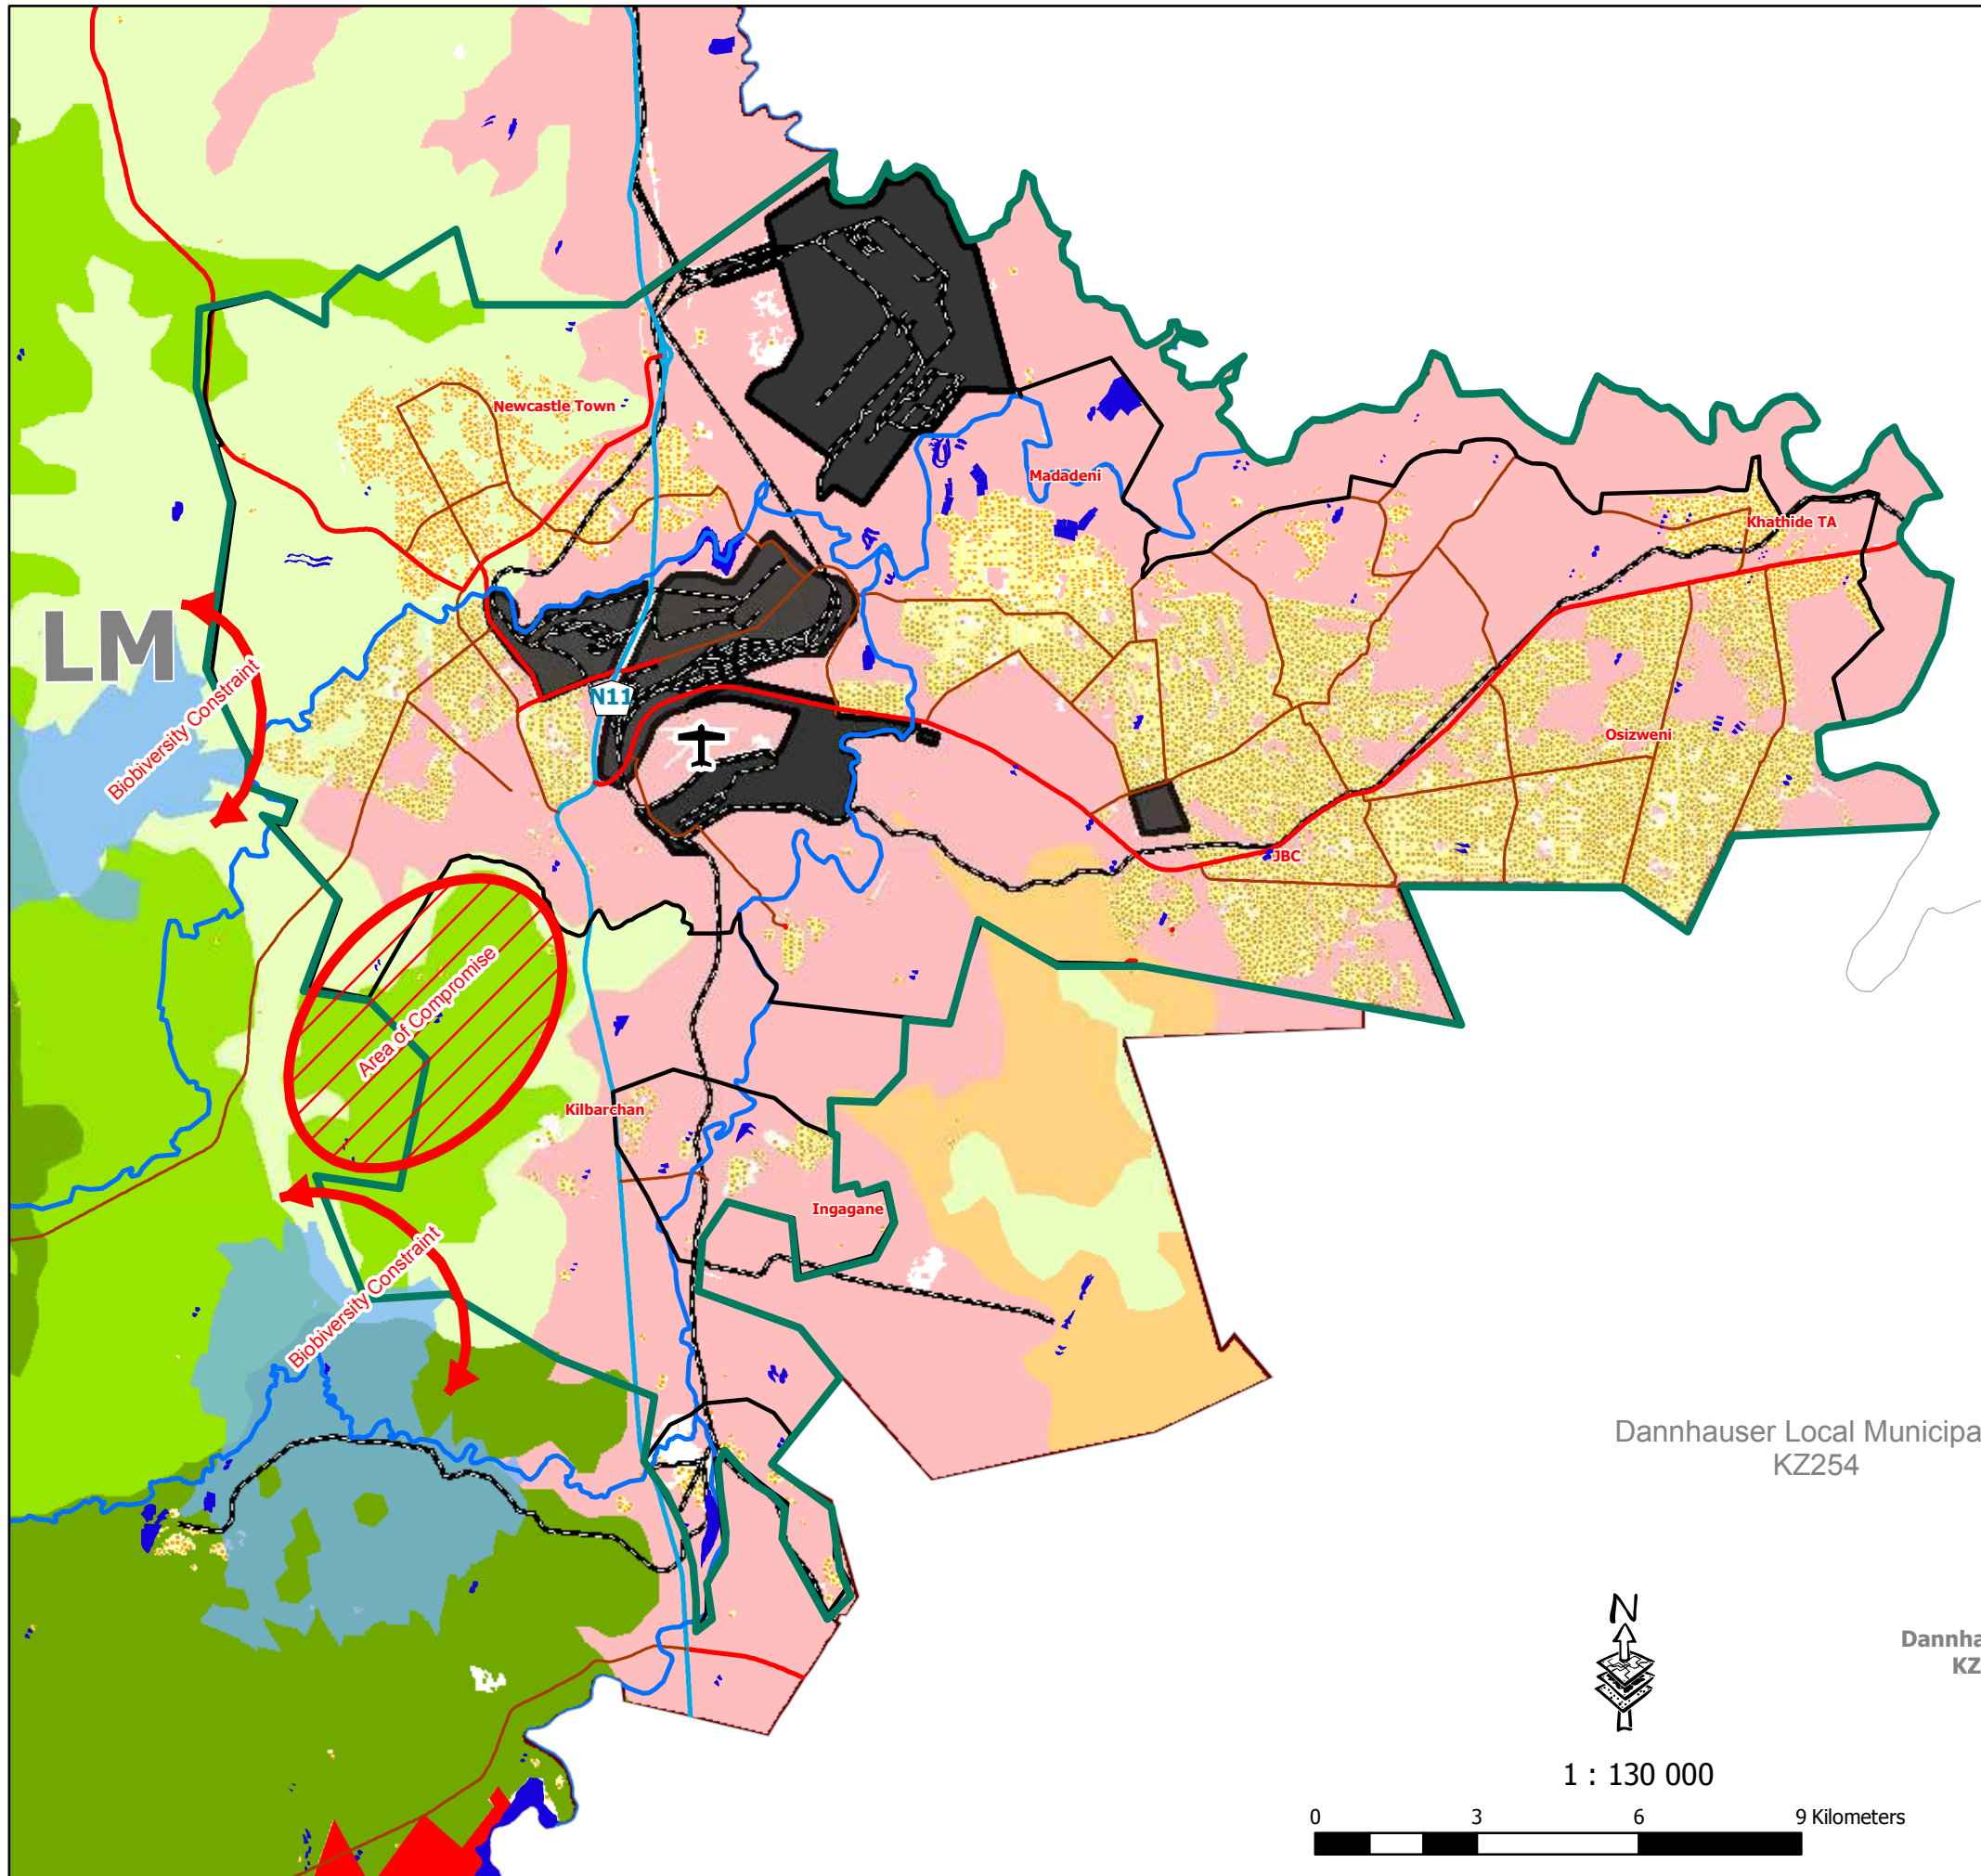 Newcastle Town
Madadeni
Khathide TA
LM
Biobiversity Constraint
N11
Osizweni
JBC
Area of Compromise
Kilbarchan
Ingagane
Biobiversity Constraint
Dannhauser Local Municipa
KZ254
N
Dannha
KZ
1 : 130 000
0 3 6 9 Kilometers